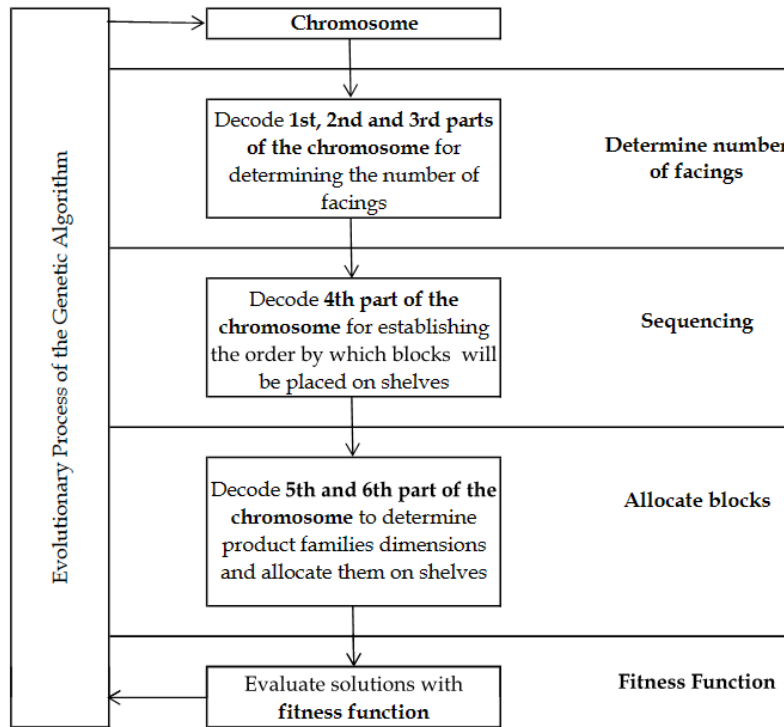 Evolutionary Process of the Genetic Algorithm
Chromosome
Decode 1st, 2nd and 3rd parts
of the chromosome for
determining the number of
facings
Determine number
of facings
Decode 4th part of the
chromosome for establishing
the order by which blocks will
be placed on shelves
Sequencing
Decode 5th and 6th part of the
chromosome to determine
product families dimensions
and allocate them on shelves
Allocate blocks
Evaluate solutions with
fitness function
Fitness Function